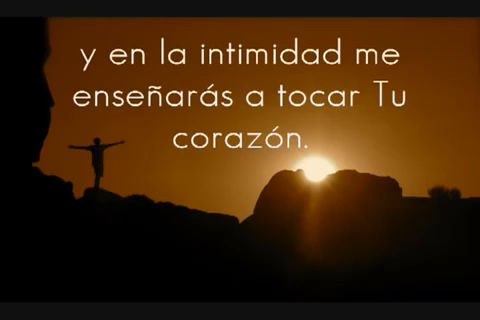 y en la intimidad me
enseñarás a tocar Tu
corazón.